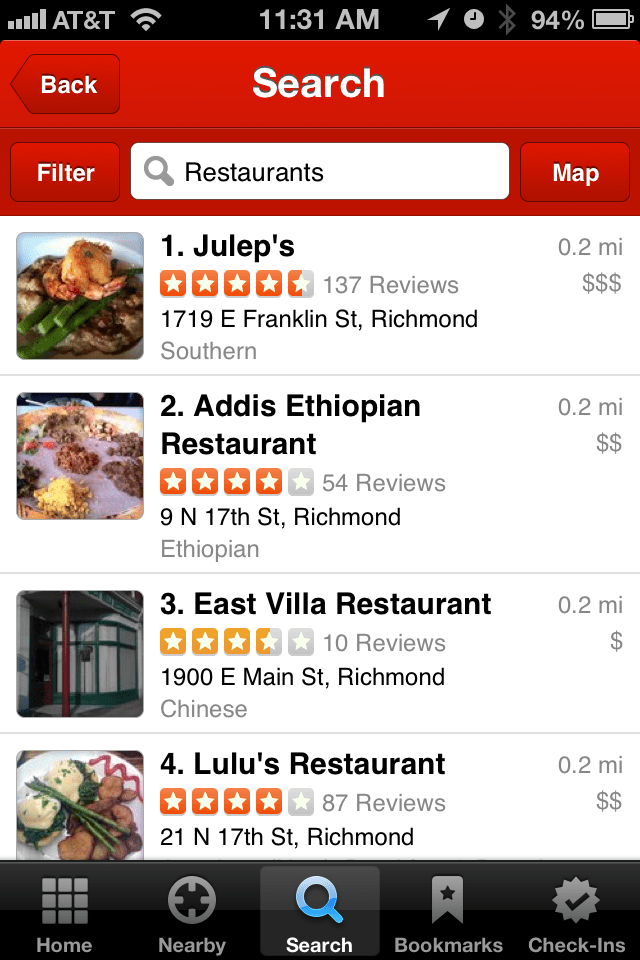 AT&T 11:31 AM 94%
Back Search
Filter Restaurants Map
1. Julep's 0.2 mi
137 Reviews $$$
1719 E Franklin St, Richmond
Southern
2. Addis Ethiopian 0.2 mi
Restaurant $$
54 Reviews
9 N 17th St, Richmond
Ethiopian
3. East Villa Restaurant 0.2 mi
10 Reviews $
1900 E Main St, Richmond
Chinese
4. Lulu's Restaurant 0.2 mi
87 Reviews $$
21 N 17th St, Richmond
Home Nearby Search Bookmarks Check-Ins